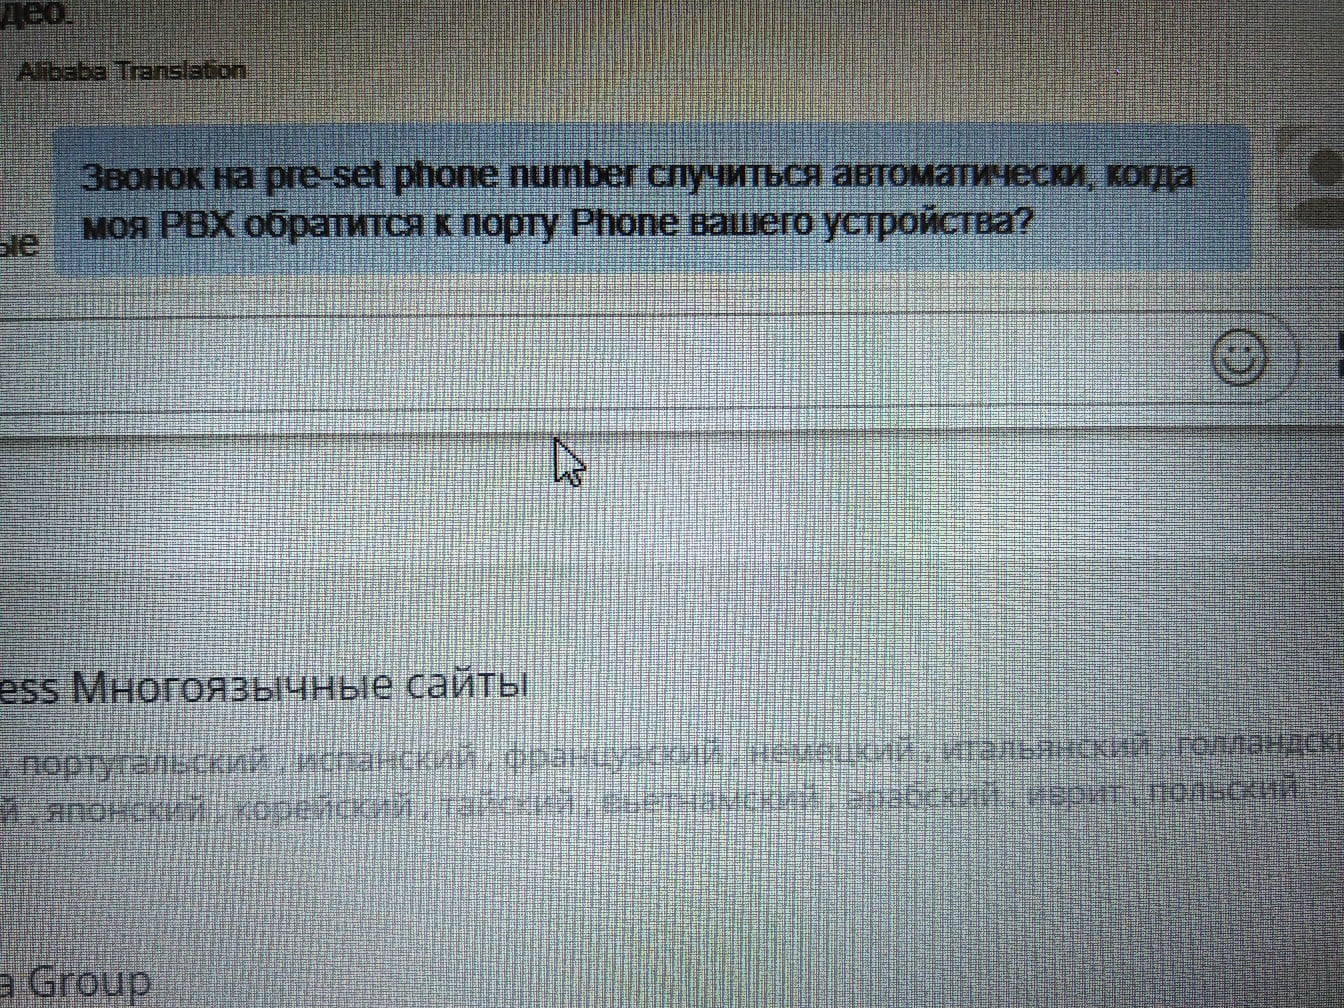 део.
Alibaba Translation
Звонок на pre-set phone number случиться автоматически, когда
моя PBX обратится к порту Phone вашего устройства?
ые
ess Многоязычные сайты
, португальский , испанский , французский , немецкий , итальянский , голландск
й , японский , корейский , тайский , вьетнамский , арабский , иврит , польский
a Group